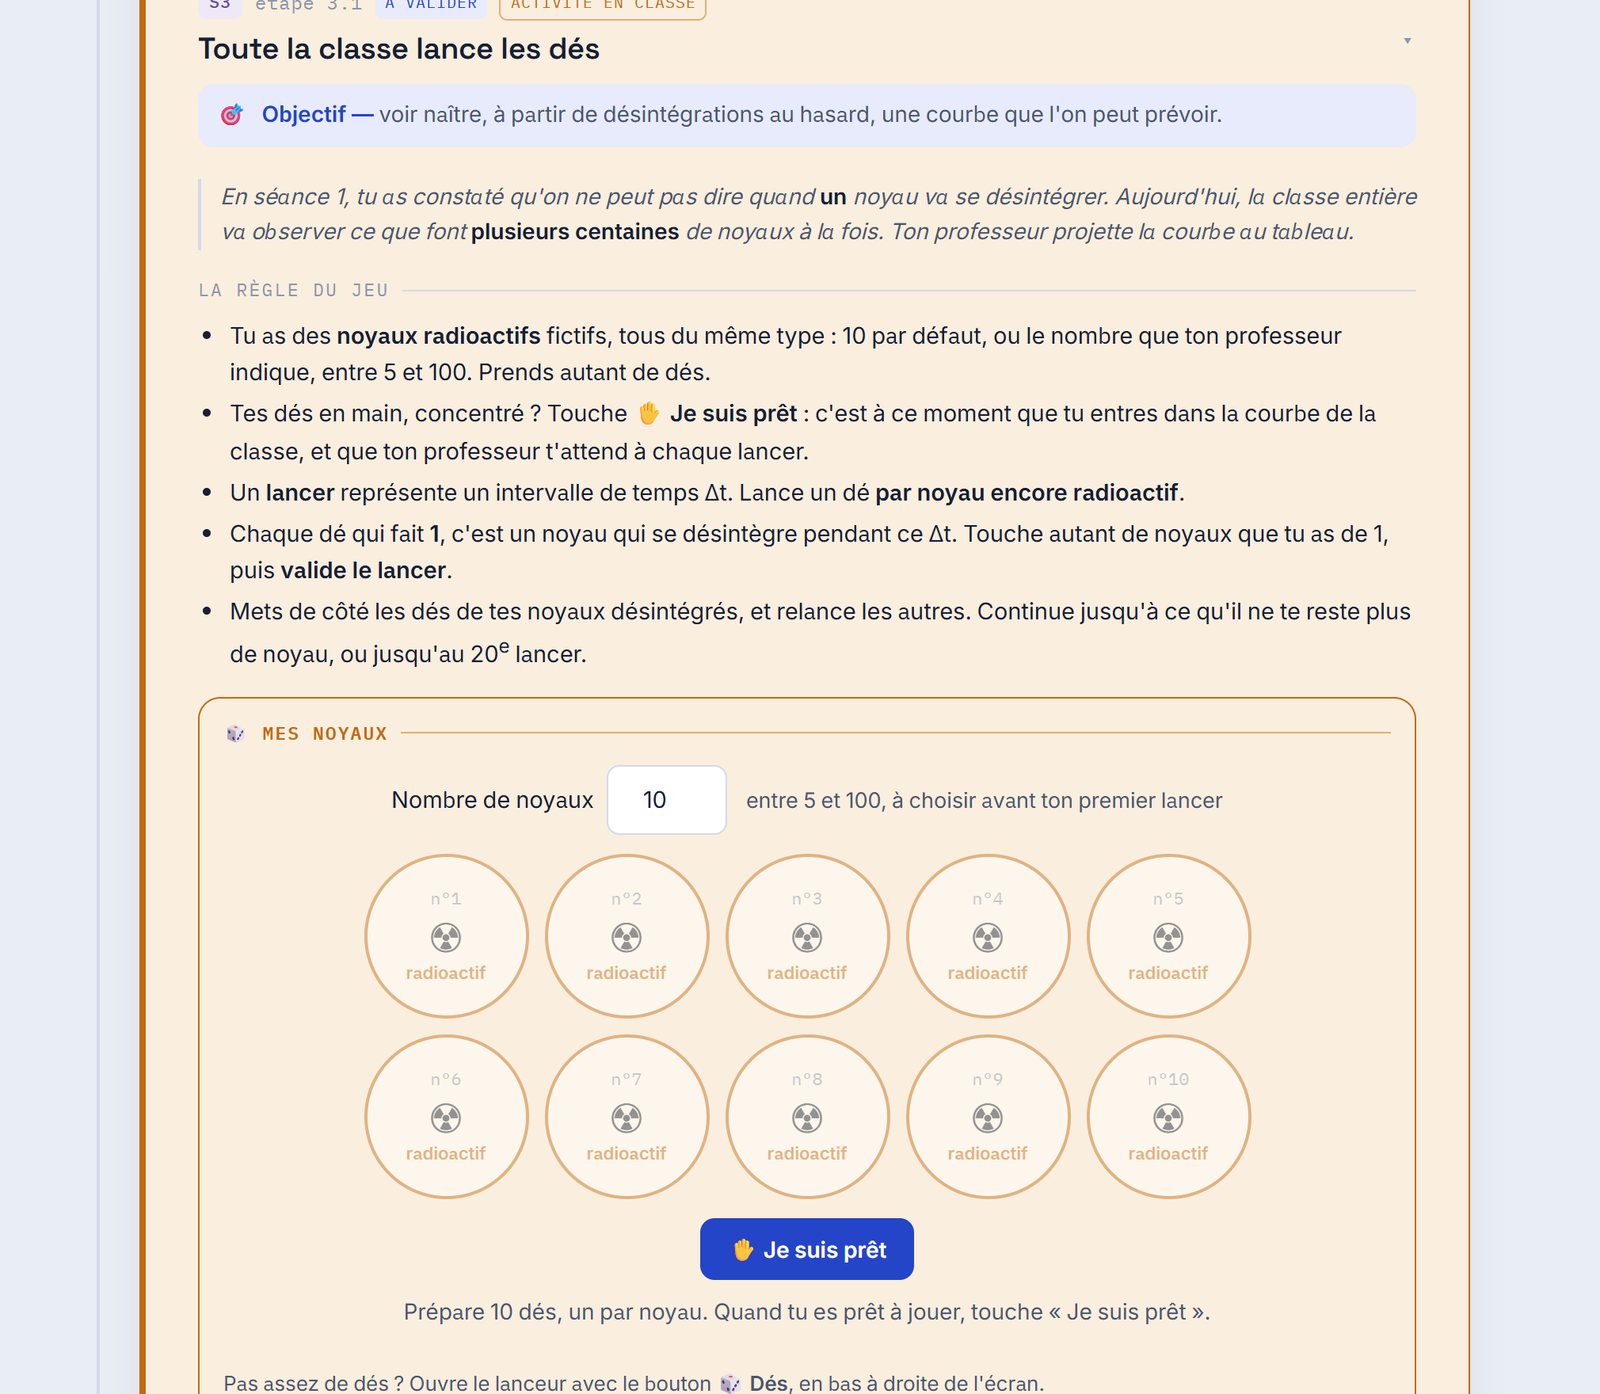 S3 étape 3.1 À VALIDER ACTIVITÉ EN CLASSE
Toute la classe lance les dés
Objectif — voir naître, à partir de désintégrations au hasard, une courbe que l'on peut prévoir.
En séance 1, tu as constaté qu'on ne peut pas dire quand un noyau va se désintégrer. Aujourd'hui, la classe entière
va observer ce que font plusieurs centaines de noyaux à la fois. Ton professeur projette la courbe au tableau.
LA RÈGLE DU JEU
• Tu as des noyaux radioactifs fictifs, tous du même type : 10 par défaut, ou le nombre que ton professeur
indique, entre 5 et 100. Prends autant de dés.
• Tes dés en main, concentré ? Touche ✋ Je suis prêt : c'est à ce moment que tu entres dans la courbe de la
classe, et que ton professeur t'attend à chaque lancer.
• Un lancer représente un intervalle de temps Δt. Lance un dé par noyau encore radioactif.
• Chaque dé qui fait 1, c'est un noyau qui se désintègre pendant ce Δt. Touche autant de noyaux que tu as de 1,
puis valide le lancer.
• Mets de côté les dés de tes noyaux désintégrés, et relance les autres. Continue jusqu'à ce qu'il ne te reste plus
de noyau, ou jusqu'au 20e lancer.
MES NOYAUX
Nombre de noyaux 10 entre 5 et 100, à choisir avant ton premier lancer
n°1 n°2 n°3 n°4 n°5
radioactif radioactif radioactif radioactif radioactif
n°6 n°7 n°8 n°9 n°10
radioactif radioactif radioactif radioactif radioactif
✋ Je suis prêt
Prépare 10 dés, un par noyau. Quand tu es prêt à jouer, touche « Je suis prêt ».
Pas assez de dés ? Ouvre le lanceur avec le bouton 🎲 Dés, en bas à droite de l'écran.